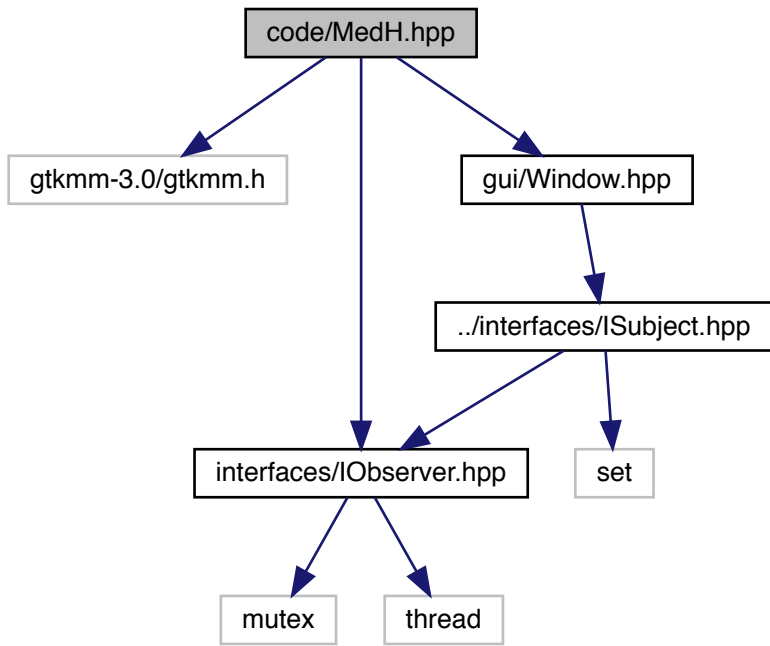 code/MedH.hpp
gtkmm-3.0/gtkmm.h
gui/Window.hpp
../interfaces/ISubject.hpp
interfaces/IObserver.hpp
set
mutex
thread